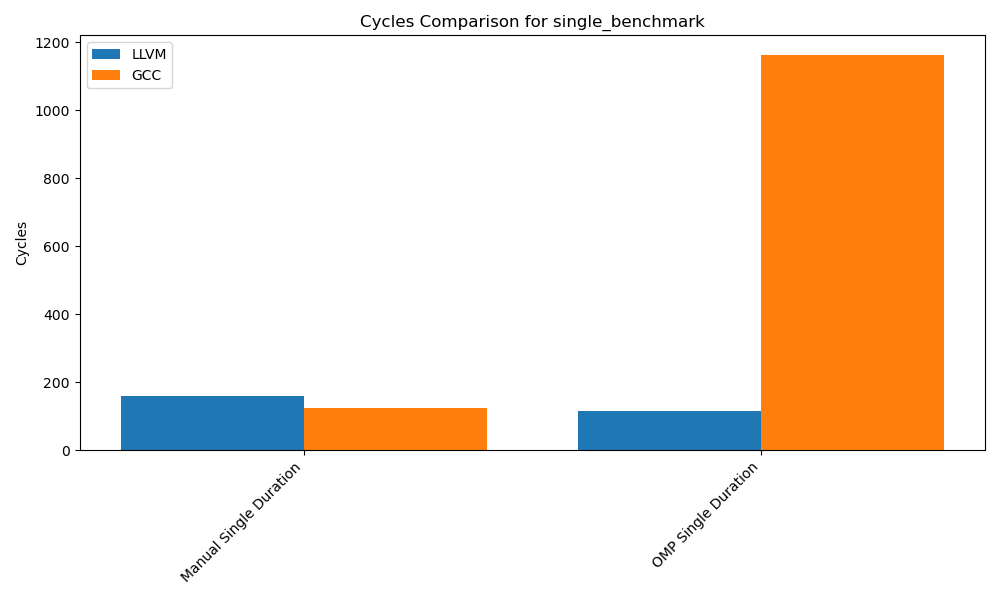 Cycles Comparison for single_benchmark
LLVM
GCC
Cycles
1200
1000
800
600
400
200
0
Manual Single Duration
OMP Single Duration